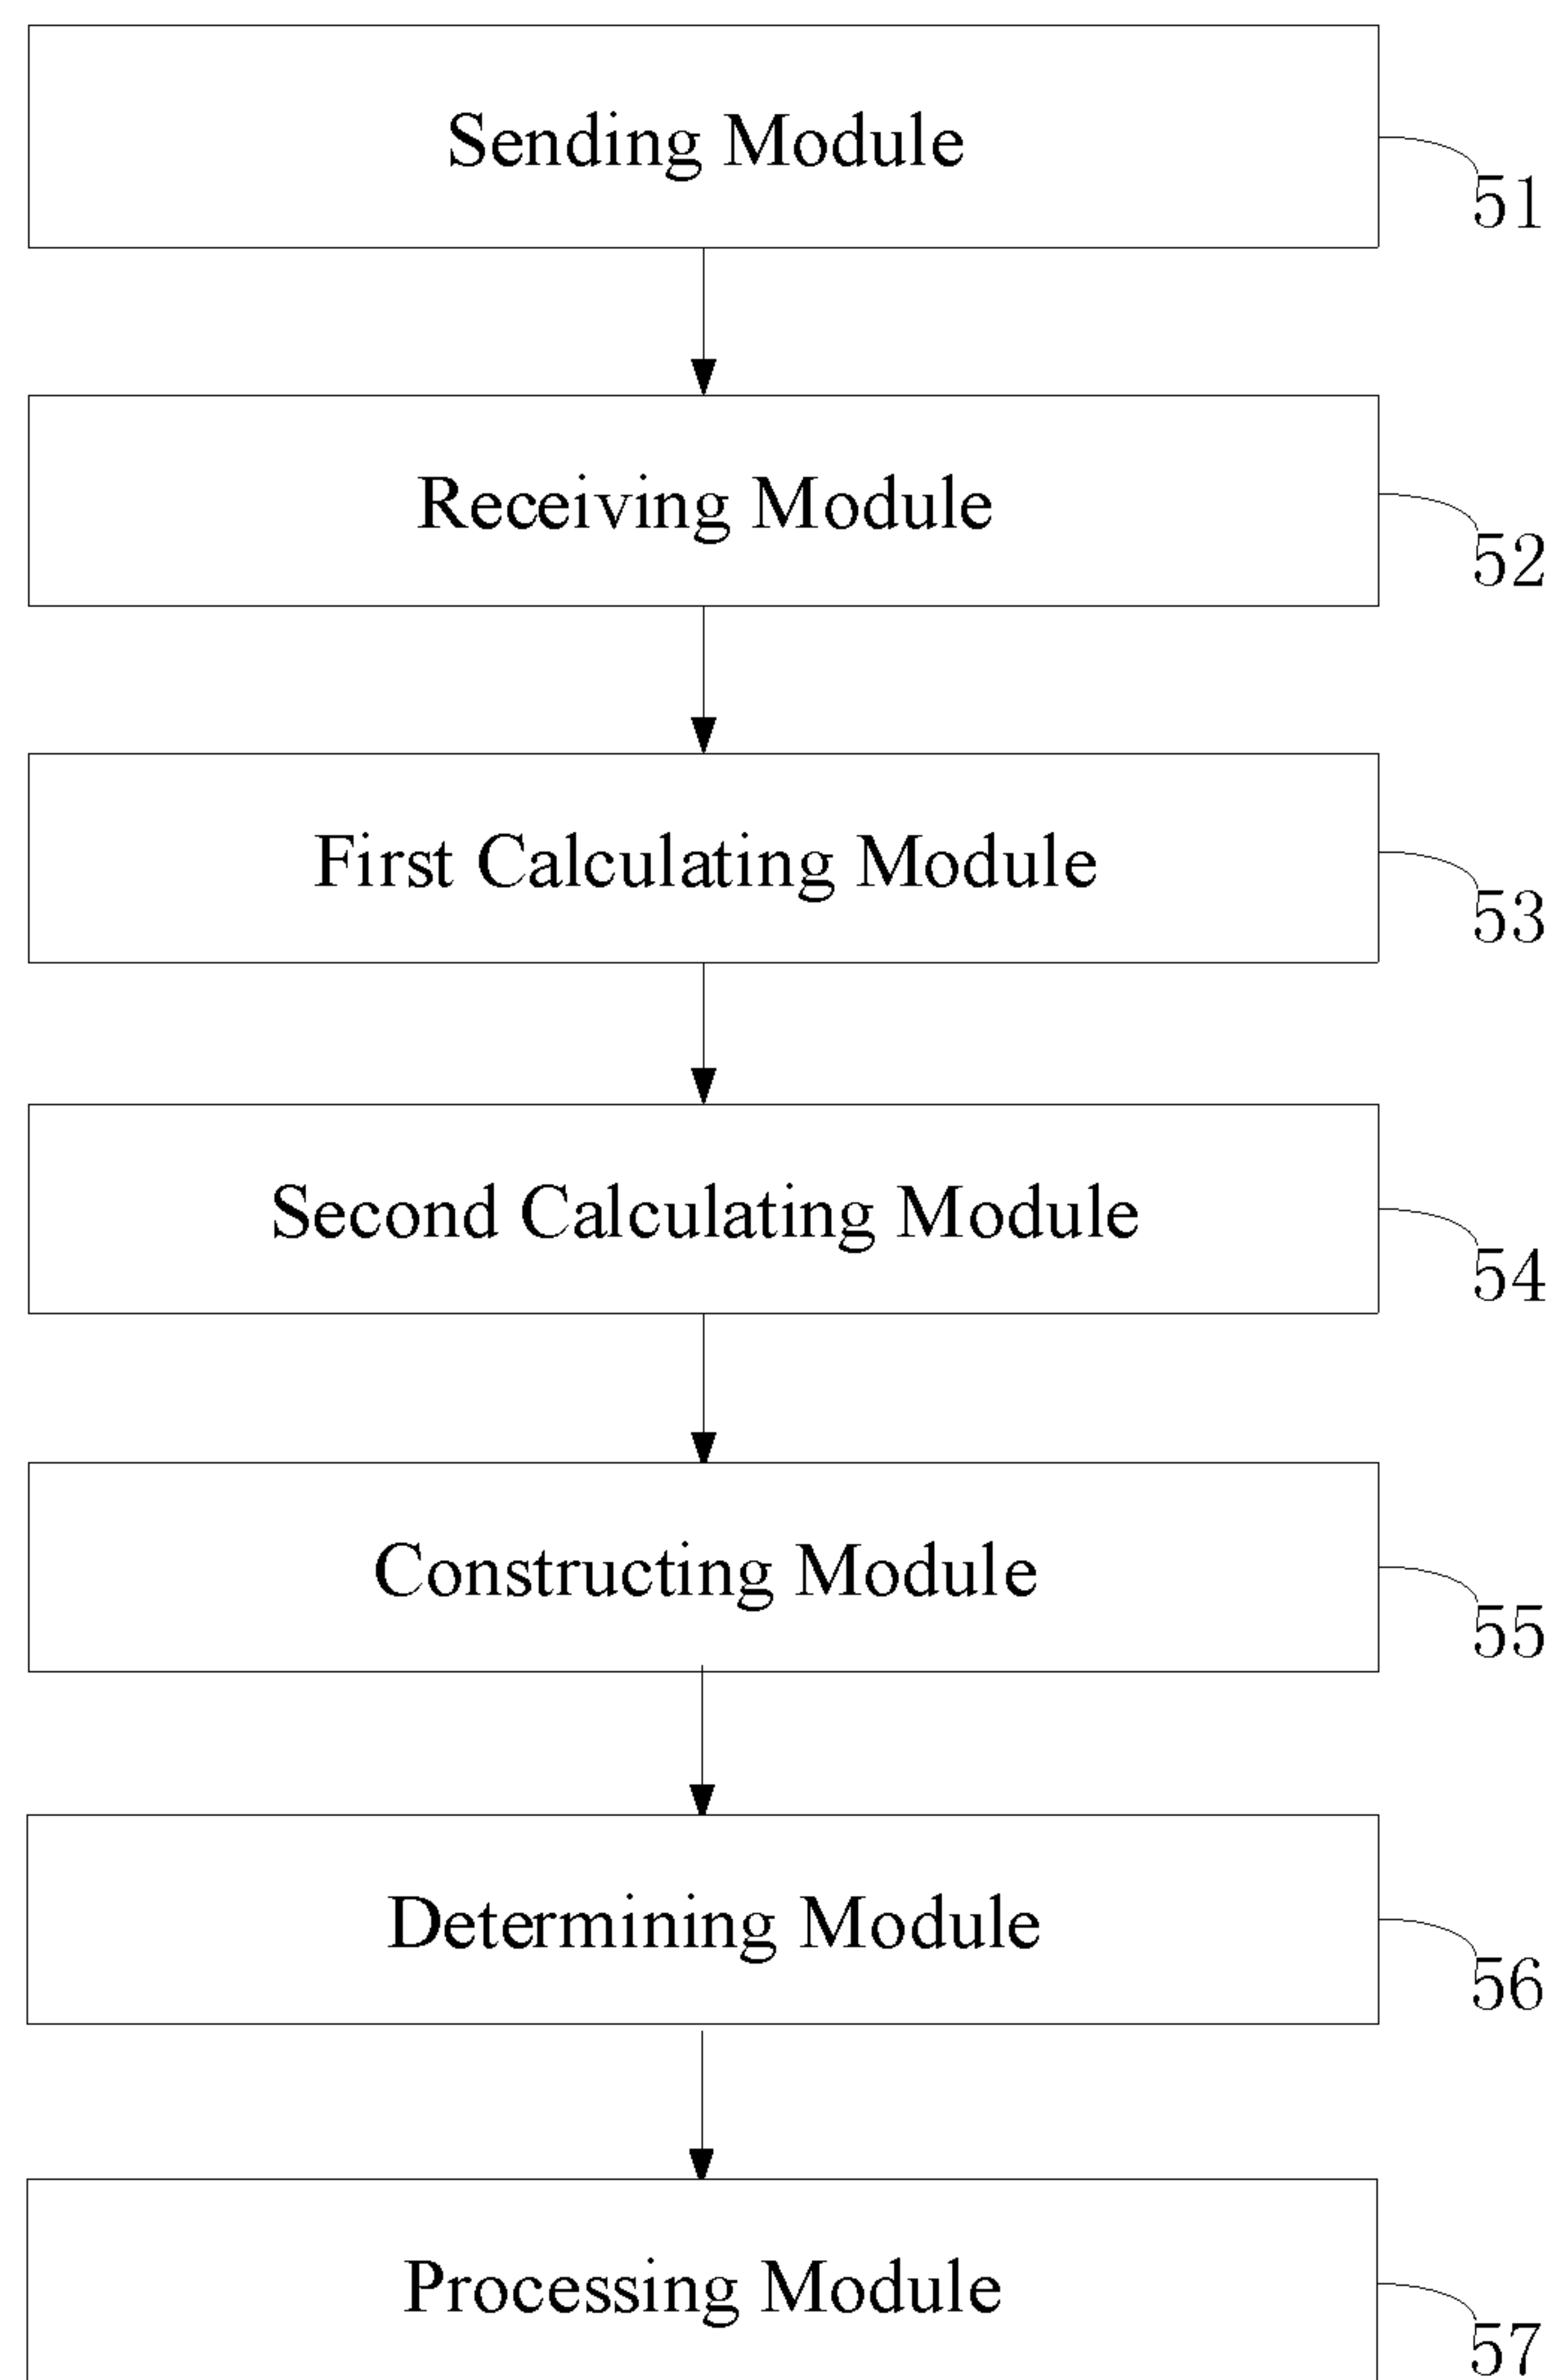 Sending Module
51
Receiving Module
52
First Calculating Module
53
Second Calculating Module
54
Constructing Module
55
Determining Module
56
Processing Module
57